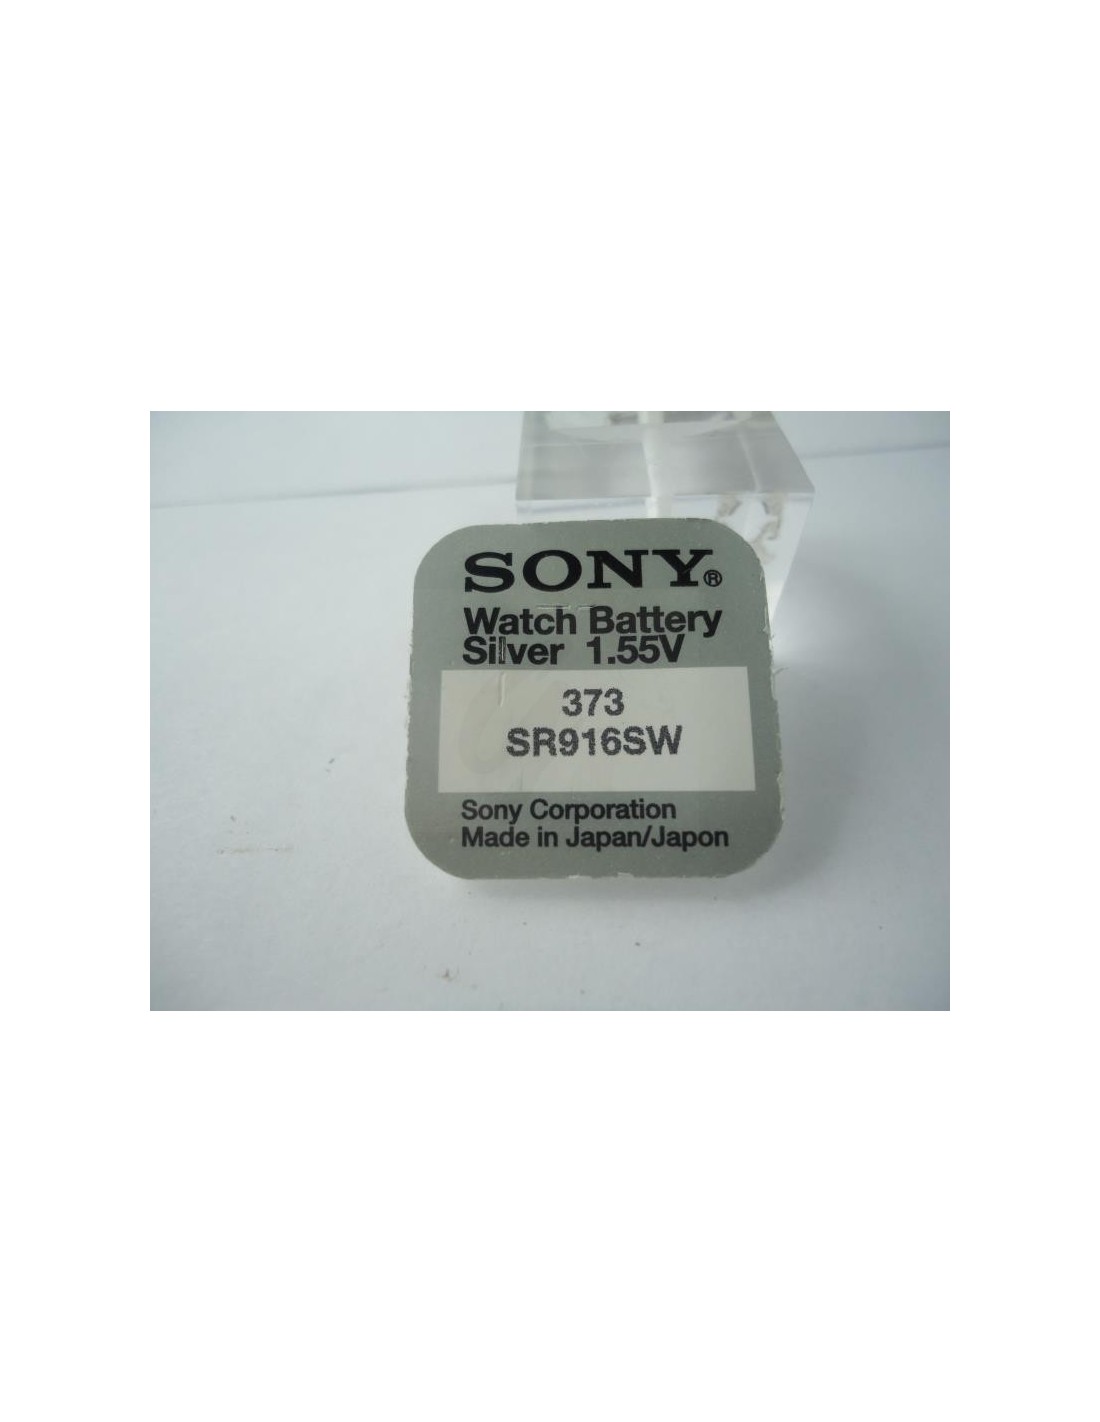 SONY®
Watch Battery
Silver 1.55V
373
SR916SW
Sony Corporation
Made in Japan/Japon